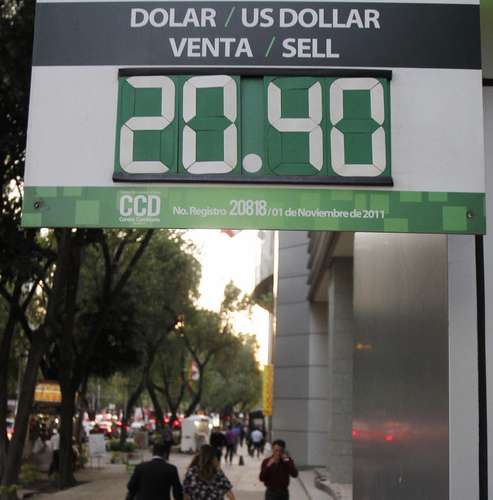 DOLAR / US DOLLAR
VENTA / SELL
20.40
CCD
No. Registro 20818/01 de Noviembre de 2011